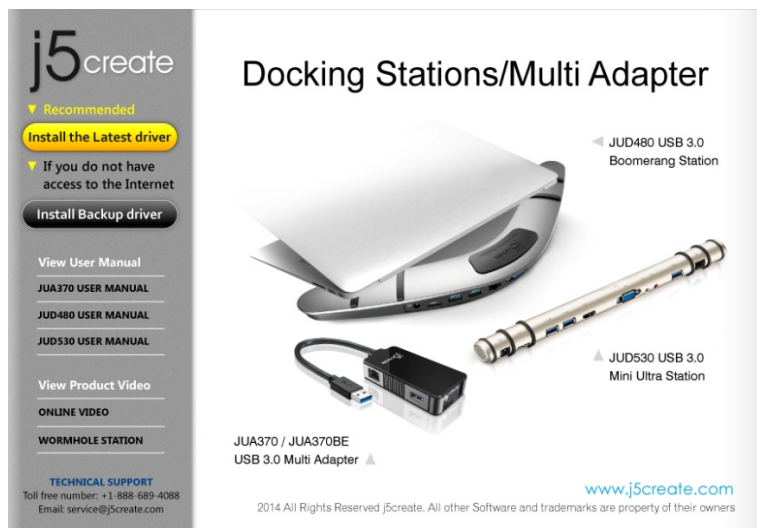 j5create
▼ Recommended
Install the Latest driver
▼ If you do not have
access to the Internet
Install Backup driver
View User Manual
JUA370 USER MANUAL
JUD480 USER MANUAL
JUD530 USER MANUAL
View Product Video
ONLINE VIDEO
WORMHOLE STATION
TECHNICAL SUPPORT
Toll free number: +1-888-689-4088
Email: service@j5create.com
Docking Stations/Multi Adapter
JUD480 USB 3.0
Boomerang Station
j5create
JUD530 USB 3.0
Mini Ultra Station
JUA370 / JUA370BE
USB 3.0 Multi Adapter
www.j5create.com
2014 All Rights Reserved j5create. All other Software and trademarks are property of their owners